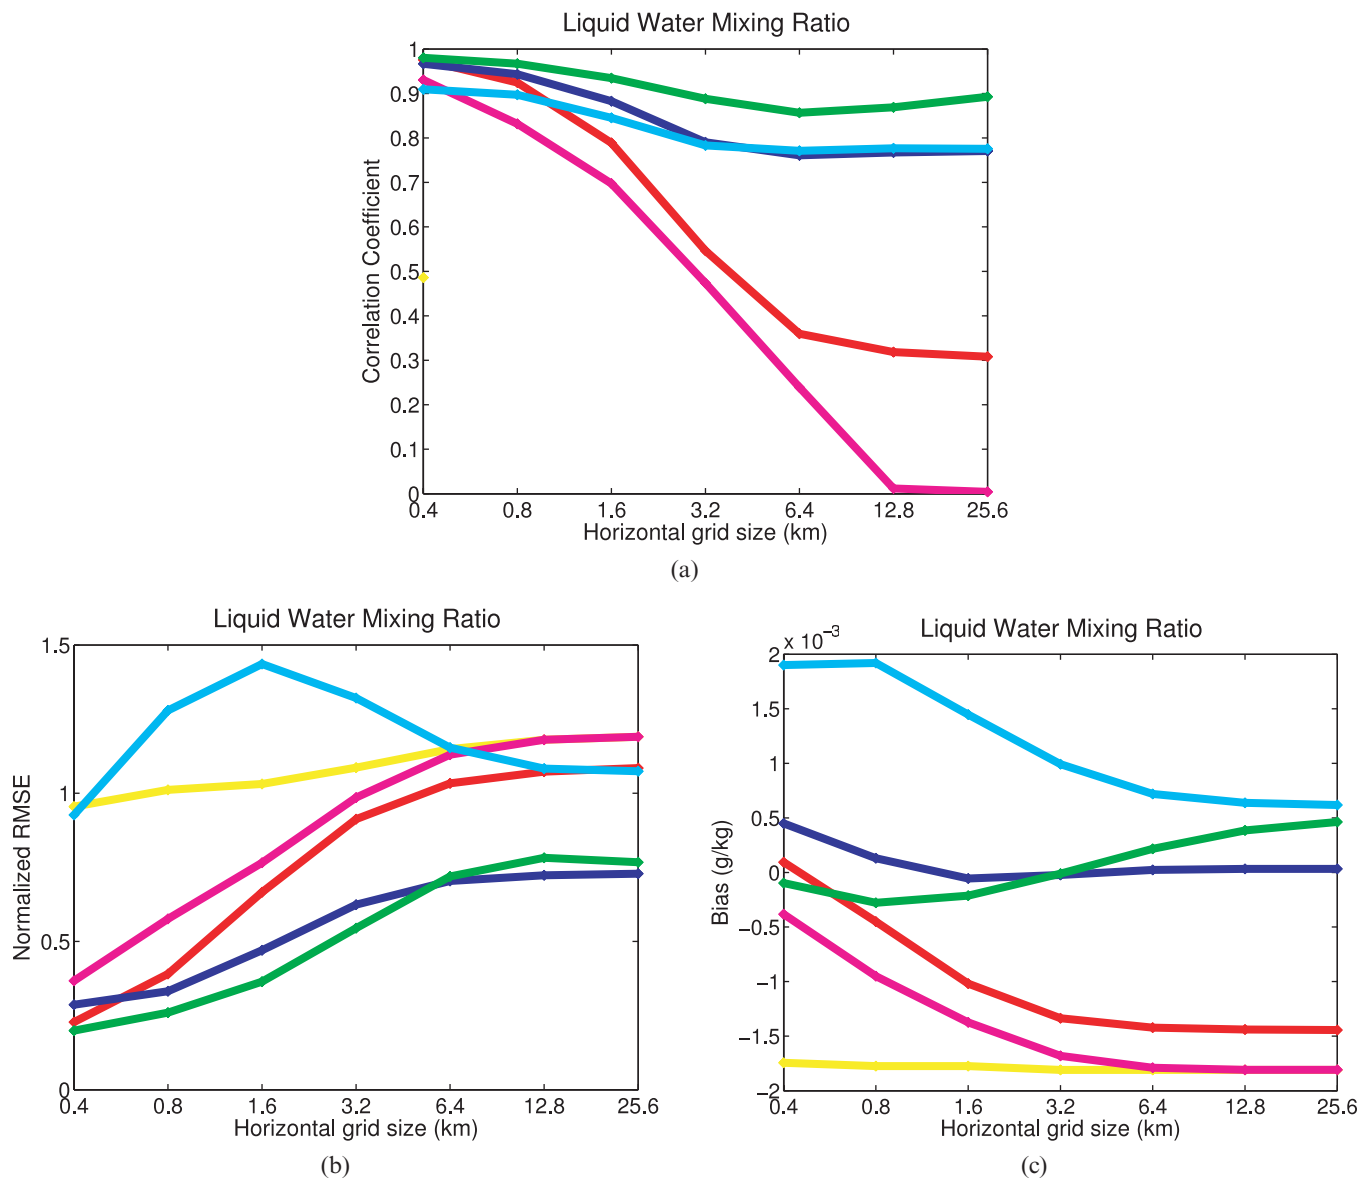 Liquid Water Mixing Ratio
1
0.9
0.8
0.7
0.6
0.5
0.4
0.3
0.2
0.1
0
Correlation Coefficient
0.4 0.8 1.6 3.2 6.4 12.8 25.6
Horizontal grid size (km)
(a)
Liquid Water Mixing Ratio
1.5
1
0.5
0
Normalized RMSE
0.4 0.8 1.6 3.2 6.4 12.8 25.6
Horizontal grid size (km)
(b)
Liquid Water Mixing Ratio
x 10⁻³
2
1.5
1
0.5
0
−0.5
−1
−1.5
−2
Bias (g/kg)
0.4 0.8 1.6 3.2 6.4 12.8 25.6
Horizontal grid size (km)
(c)